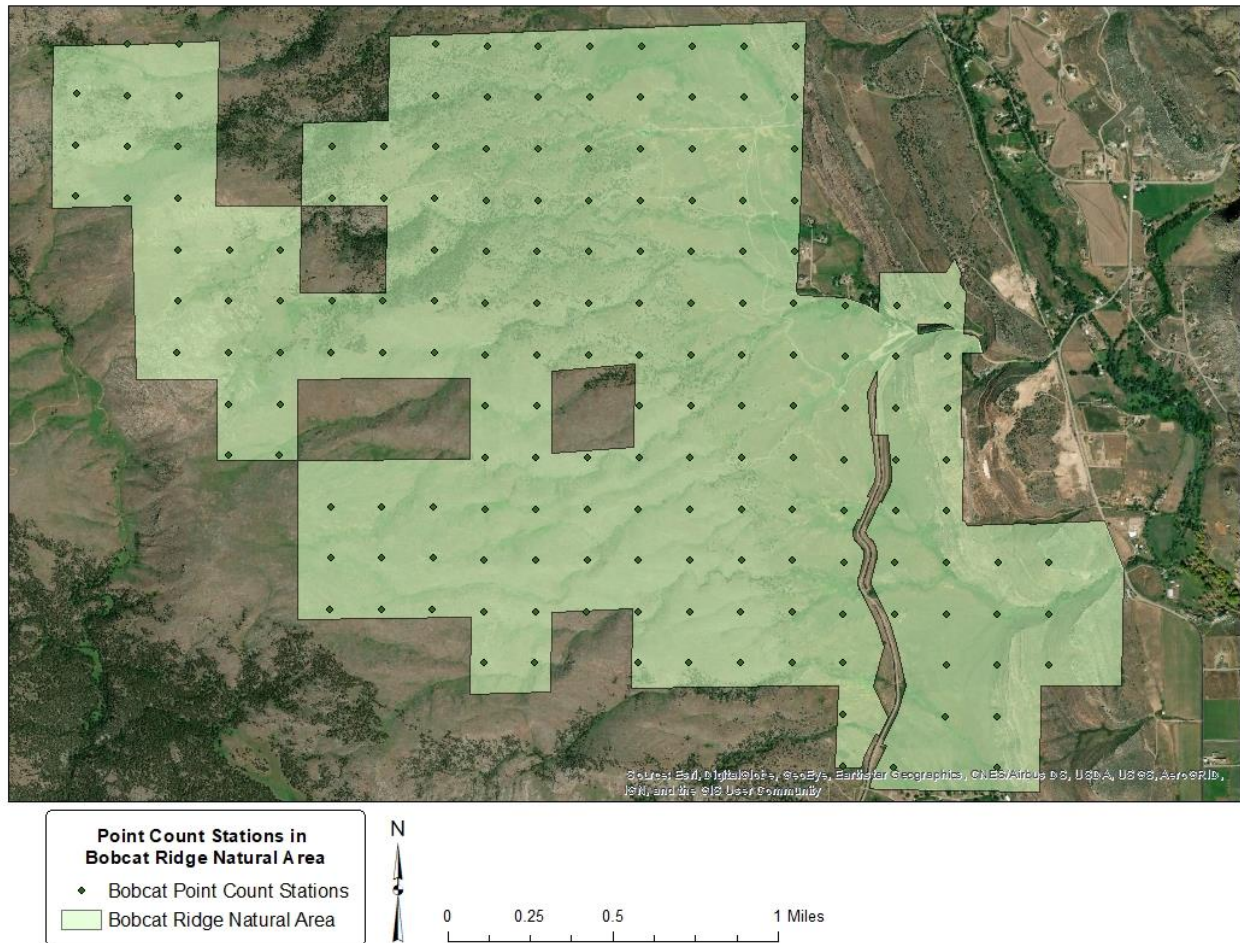 Source: Esri, DigitalGlobe, GeoEye, Earthstar Geographics, CNES/Airbus DS, USDA, USGS, AeroGRID,
IGN, and the GIS User Community
Point Count Stations in
Bobcat Ridge Natural Area
Bobcat Point Count Stations
Bobcat Ridge Natural Area
N
0 0.25 0.5 1 Miles